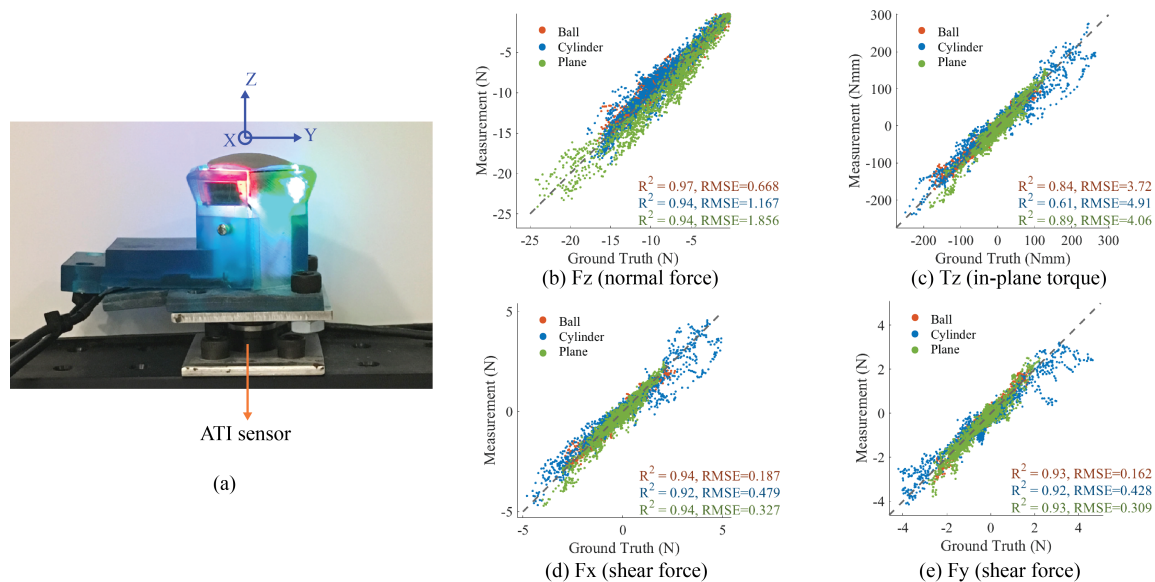 Z
X
Y
ATI sensor
(a)
Measurement (N)
-5
-10
-15
-20
-25
Ball
Cylinder
Plane
R² = 0.97, RMSE=0.668
R² = 0.94, RMSE=1.167
R² = 0.94, RMSE=1.856
-25 -20 -15 -10 -5
Ground Truth (N)
(b) Fz (normal force)
Measurement (Nmm)
300
200
100
0
-100
-200
Ball
Cylinder
Plane
R² = 0.84, RMSE=3.72
R² = 0.61, RMSE=4.91
R² = 0.89, RMSE=4.06
-200 -100 0 100 200 300
Ground Truth (Nmm)
(c) Tz (in-plane torque)
Measurement (N)
5
0
-5
Ball
Cylinder
Plane
R² = 0.94, RMSE=0.187
R² = 0.92, RMSE=0.479
R² = 0.94, RMSE=0.327
-5 0 5
Ground Truth (N)
(d) Fx (shear force)
Measurement (N)
4
2
0
-2
-4
Ball
Cylinder
Plane
R² = 0.93, RMSE=0.162
R² = 0.92, RMSE=0.428
R² = 0.93, RMSE=0.309
-4 -2 0 2 4
Ground Truth (N)
(e) Fy (shear force)